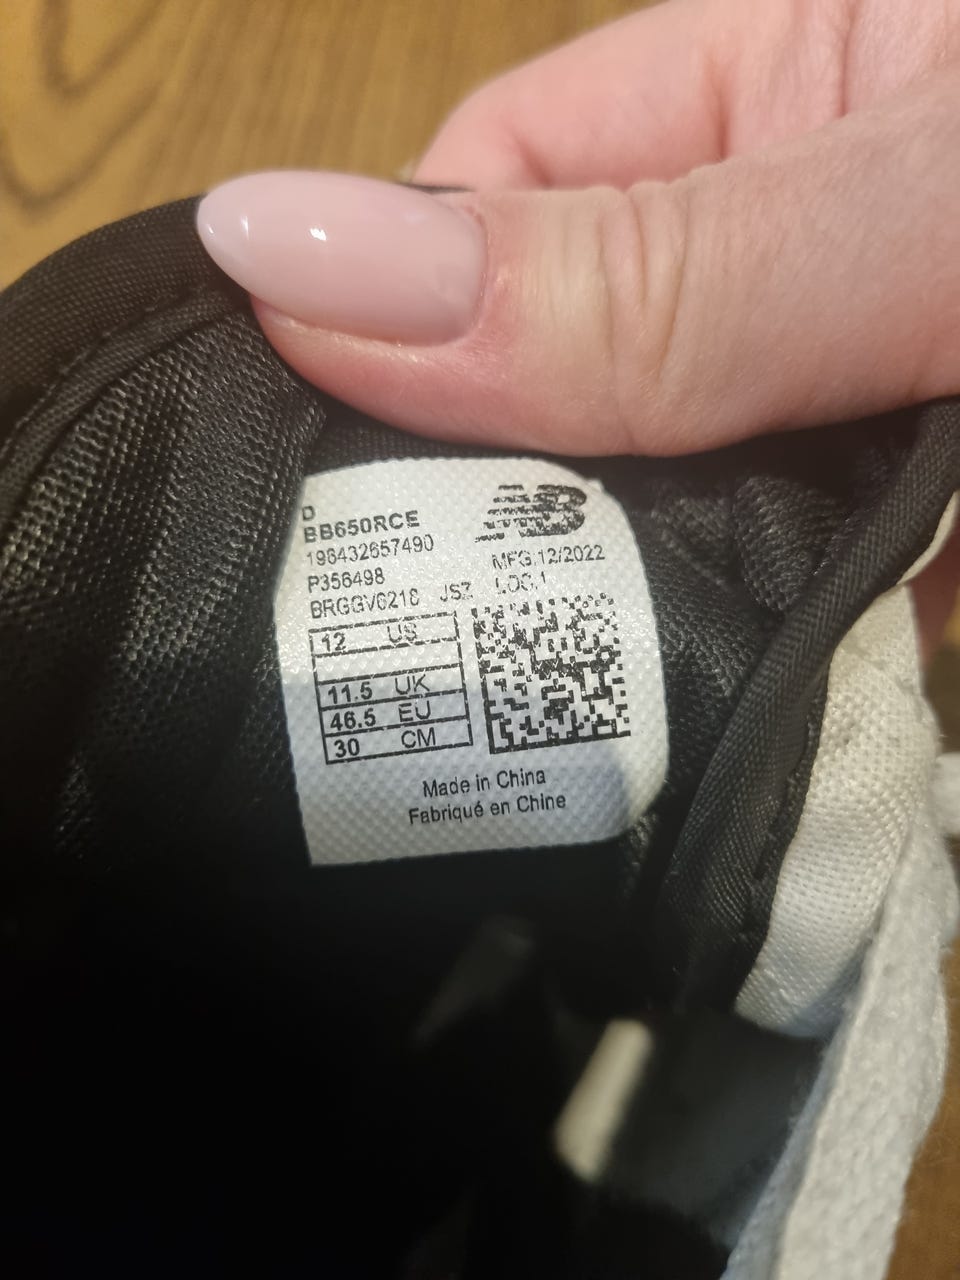 D
BB650RCE
196432657490
P356498
BRGGV6218 JSZ
NB
MFG.12/2022
LOC.1
12 US
11.5 UK
46.5 EU
30 CM
Made in China
Fabriqué en Chine